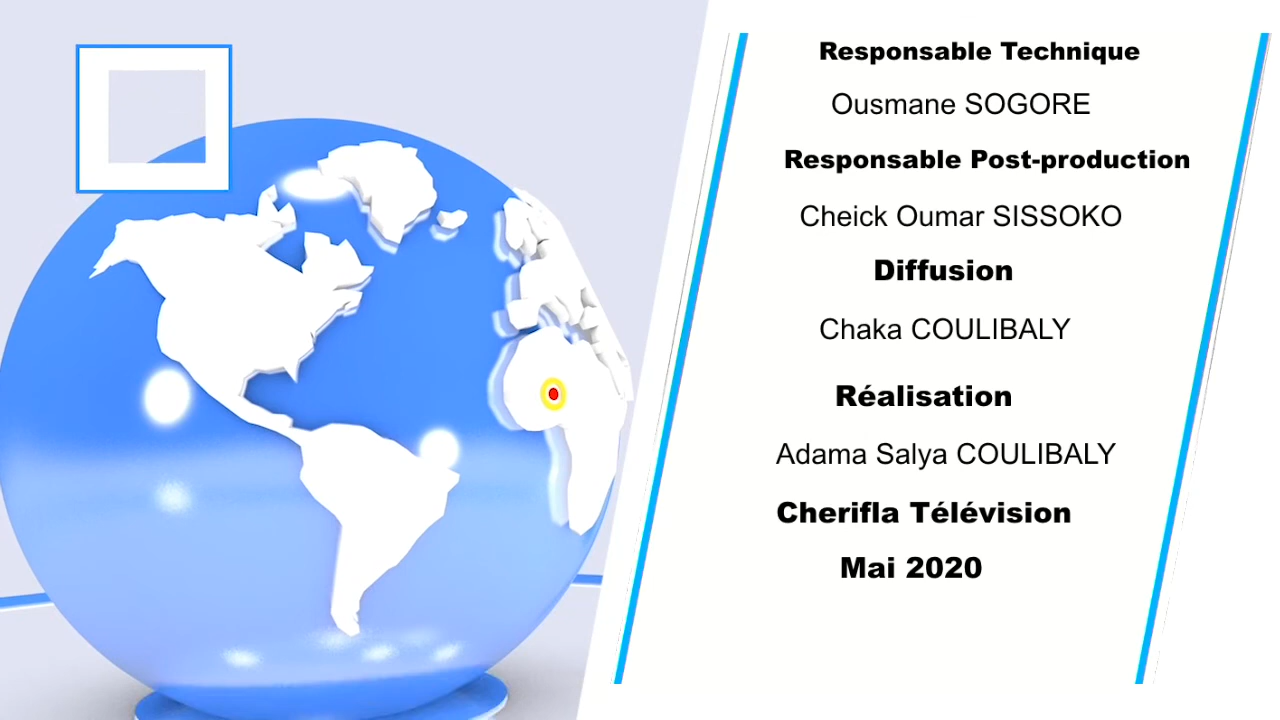 Responsable Technique
Ousmane SOGORE
Responsable Post-production
Cheick Oumar SISSOKO
Diffusion
Chaka COULIBALY
Réalisation
Adama Salya COULIBALY
Cherifla Télévision
Mai 2020